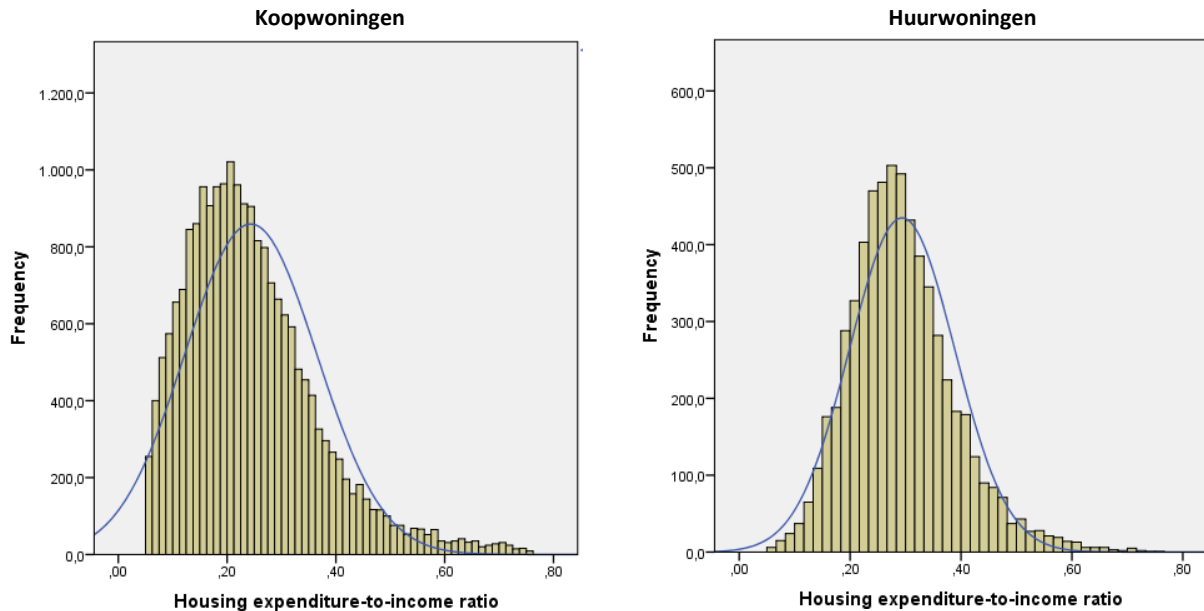 Koopwoningen
1.200,0
1.000,0
800,0
600,0
400,0
200,0
0,0
Frequency
,00 ,20 ,40 ,60 ,80
Housing expenditure-to-income ratio
Huurwoningen
600,0
500,0
400,0
300,0
200,0
100,0
0,0
Frequency
,00 ,20 ,40 ,60 ,80
Housing expenditure-to-income ratio